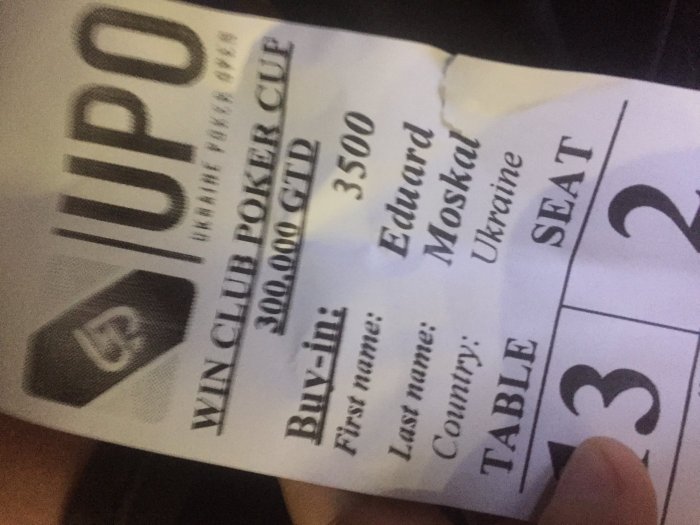 UPO
UKRAINE POKER OPEN
WIN CLUB POKER CUP
300,000 GTD
Buy-in: 3500
First name: Eduard
Last name: Moskal
Country: Ukraine
TABLE SEAT
13 2